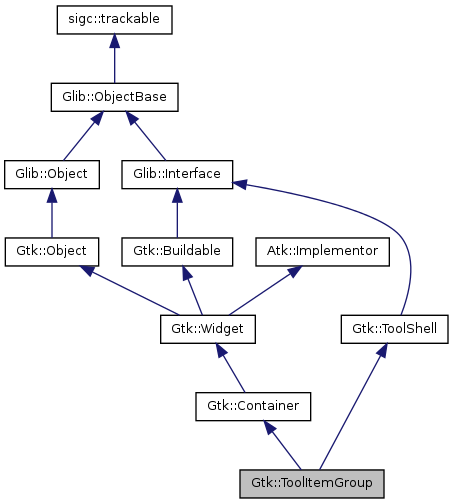 sigc::trackable
Glib::ObjectBase
Glib::Object
Glib::Interface
Gtk::Object
Gtk::Buildable
Atk::Implementor
Gtk::Widget
Gtk::ToolShell
Gtk::Container
Gtk::ToolItemGroup